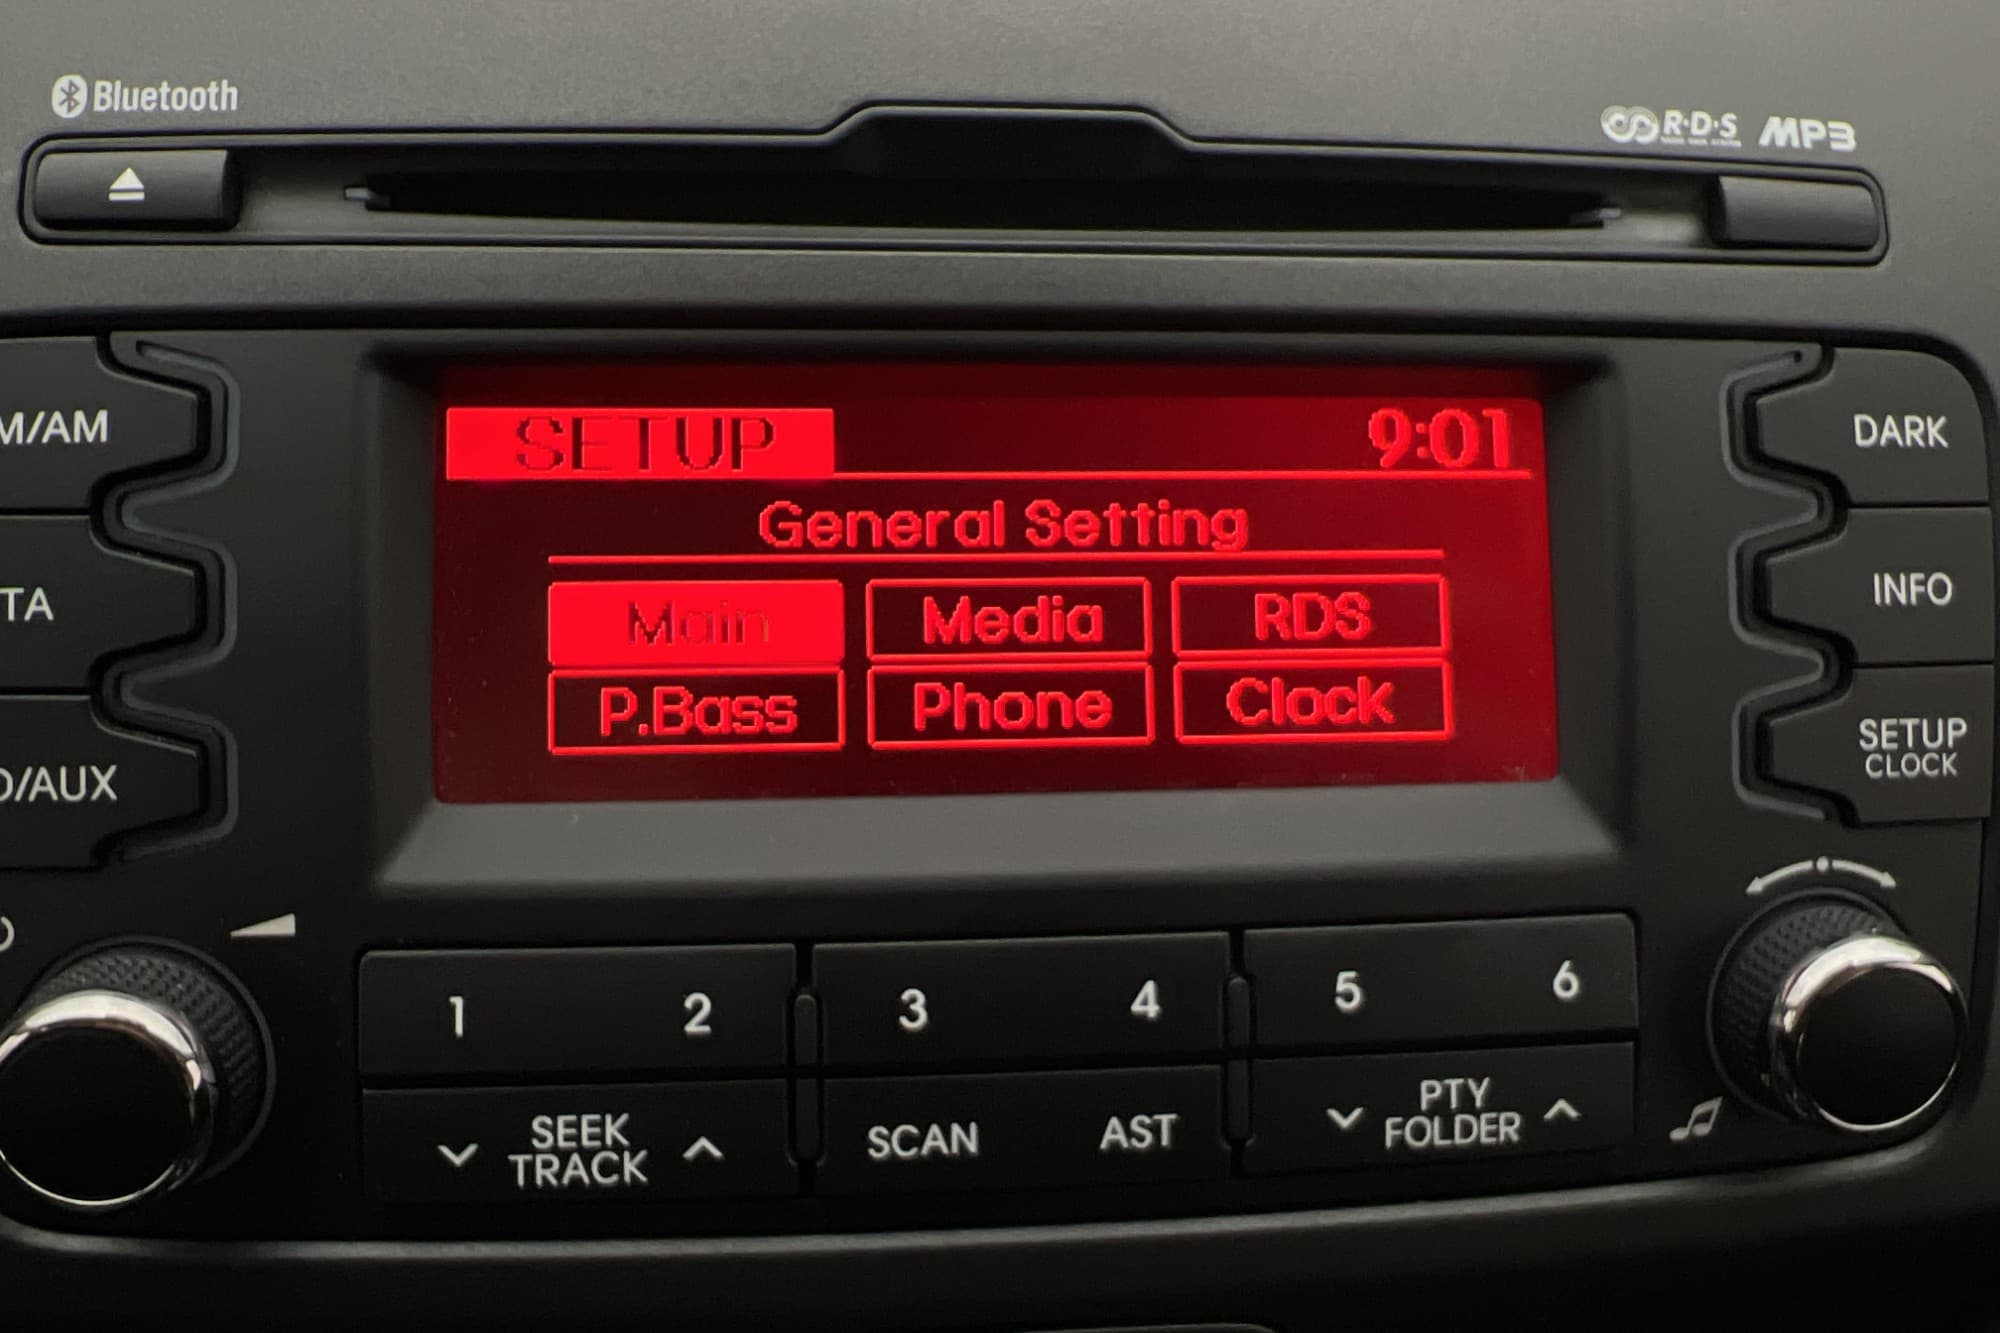 Bluetooth
R·D·S MP3
M/AM
TA
D/AUX
SETUP 9:01
General Setting
Main Media RDS
P.Bass Phone Clock
DARK
INFO
SETUP
CLOCK
1 2 3 4 5 6
SEEK
TRACK
SCAN AST
PTY
FOLDER